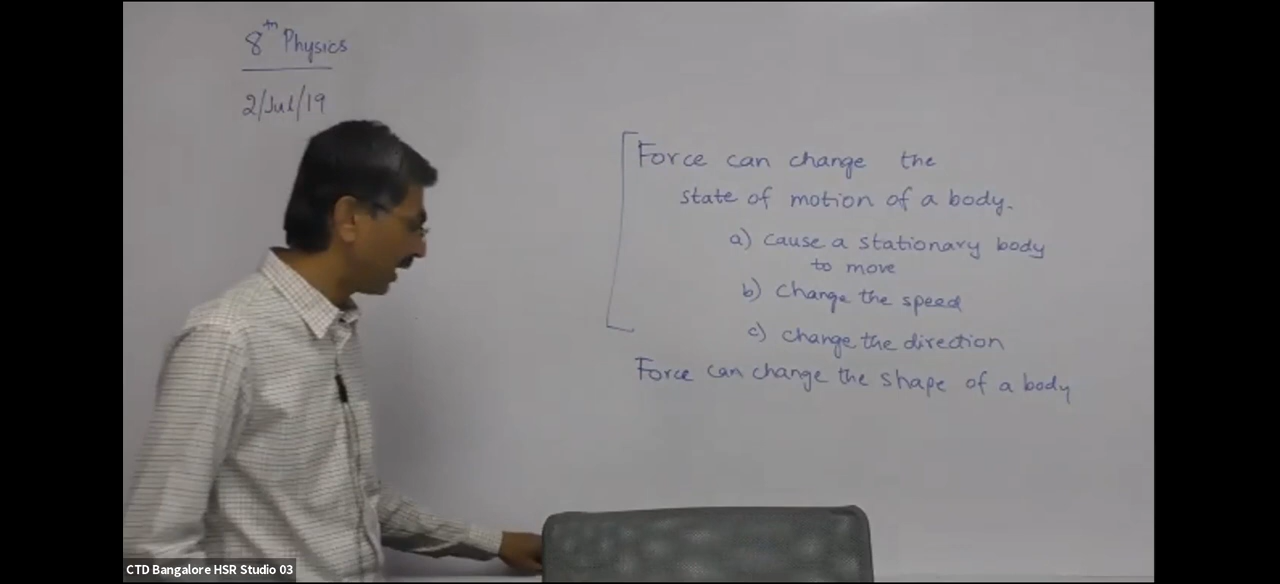 8th Physics
2/Jul/19
Force can change the
state of motion of a body.
a) cause a stationary body
to move
b) Change the speed
c) change the direction
Force can change the shape of a body
CTD Bangalore HSR Studio 03